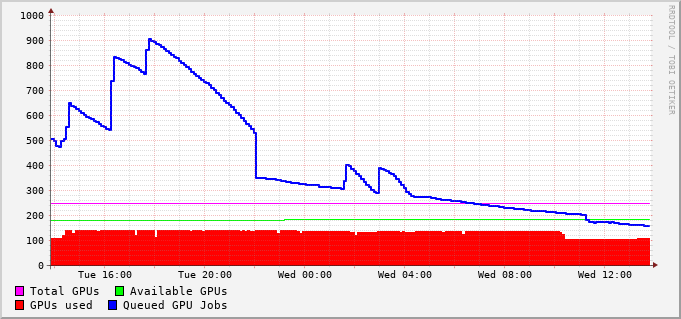 1000
900
800
700
600
500
400
300
200
100
0
Tue 16:00 Tue 20:00 Wed 00:00 Wed 04:00 Wed 08:00 Wed 12:00
Total GPUs Available GPUs
GPUs used Queued GPU Jobs
RRDTOOL / TOBI OETIKER